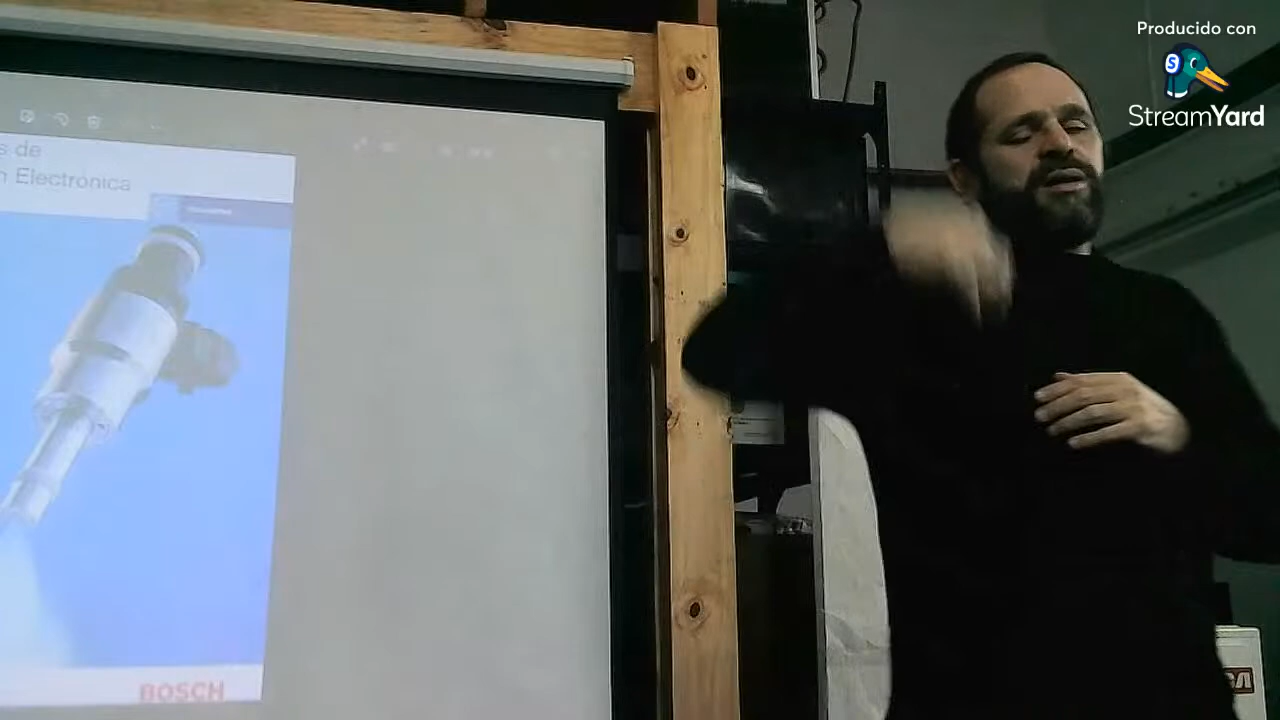 Producido con
S
StreamYard
s de
n Electrónica
BOSCH